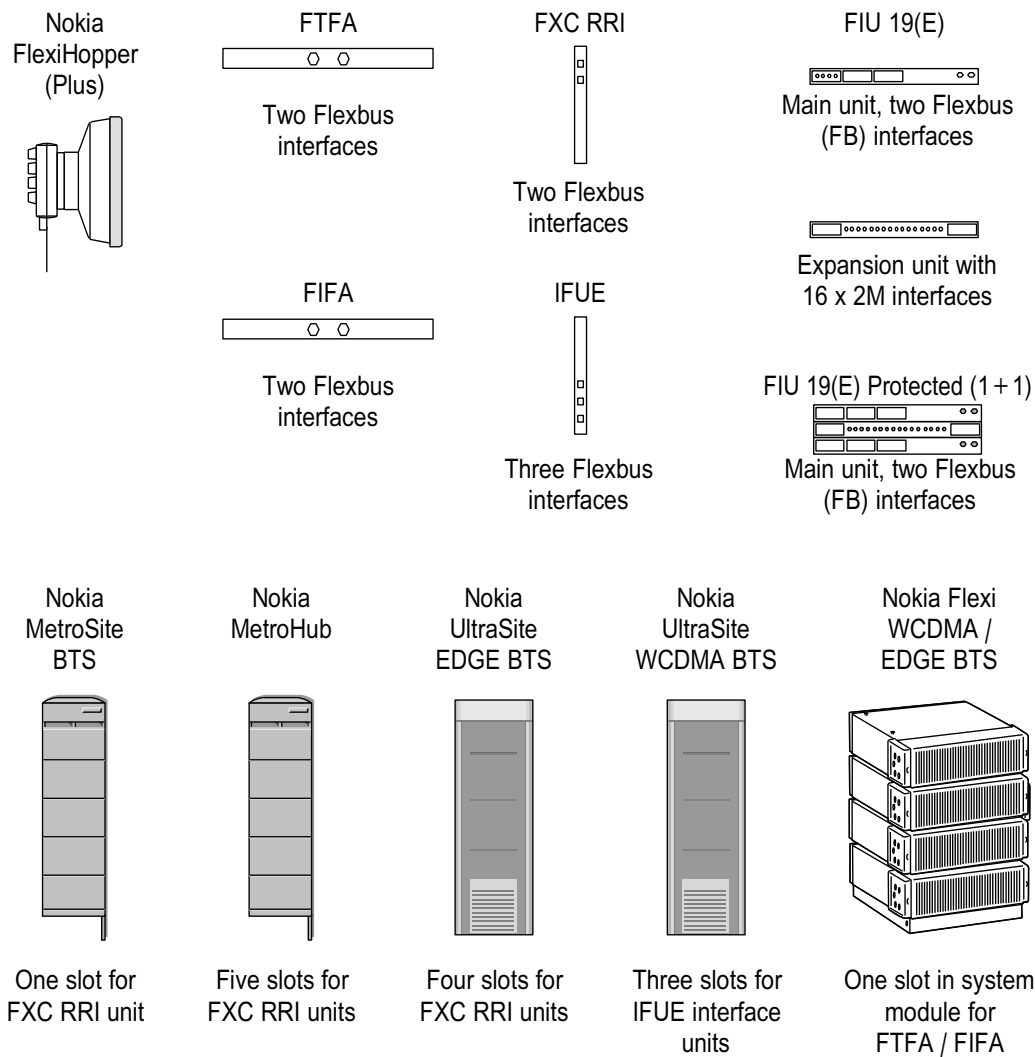 Nokia
FlexiHopper
(Plus)
FTFA
Two Flexbus
interfaces
FXC RRI
Two Flexbus
interfaces
FIU 19(E)
Main unit, two Flexbus
(FB) interfaces
Expansion unit with
16 x 2M interfaces
FIFA
Two Flexbus
interfaces
IFUE
Three Flexbus
interfaces
FIU 19(E) Protected (1+1)
Main unit, two Flexbus
(FB) interfaces
Nokia
MetroSite
BTS
One slot for
FXC RRI unit
Nokia
MetroHub
Five slots for
FXC RRI units
Nokia
UltraSite
EDGE BTS
Four slots for
FXC RRI units
Nokia
UltraSite
WCDMA BTS
Three slots for
IFUE interface
units
Nokia Flexi
WCDMA /
EDGE BTS
One slot in system
module for
FTFA / FIFA